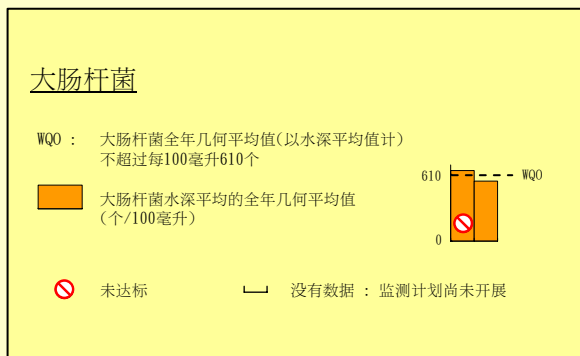 大肠杆菌
WQO : 大肠杆菌全年几何平均值(以水深平均值计)
不超过每100毫升610个
大肠杆菌水深平均的全年几何平均值
(个/100毫升)
610 WQO
0
未达标 没有数据 : 监测计划尚未开展